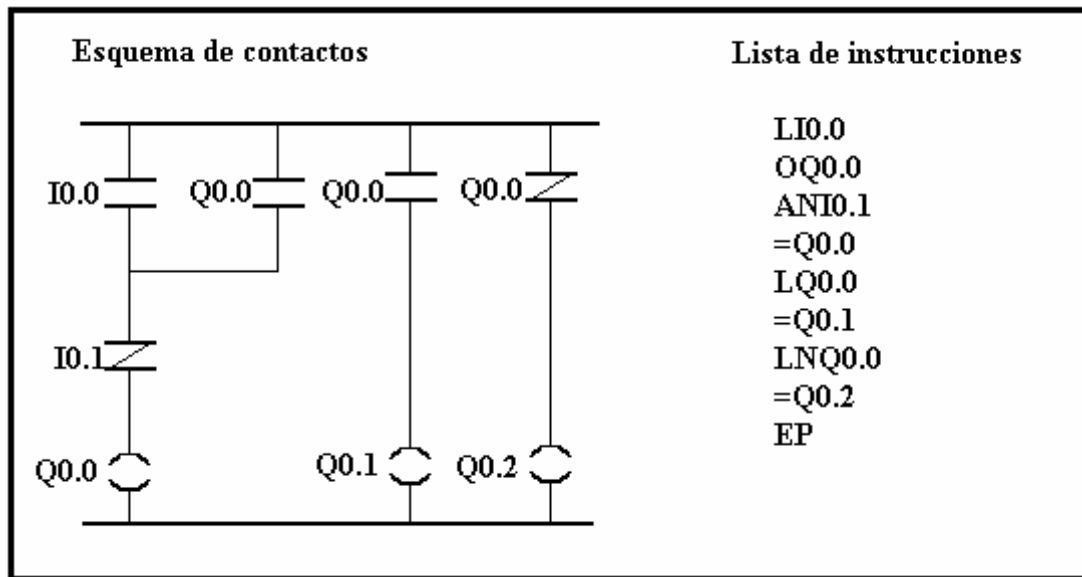 Esquema de contactos
I0.0
Q0.0
Q0.0
Q0.0
I0.1
Q0.0
Q0.1
Q0.2
Lista de instrucciones
LI0.0
OQ0.0
ANI0.1
=Q0.0
LQ0.0
=Q0.1
LNQ0.0
=Q0.2
EP